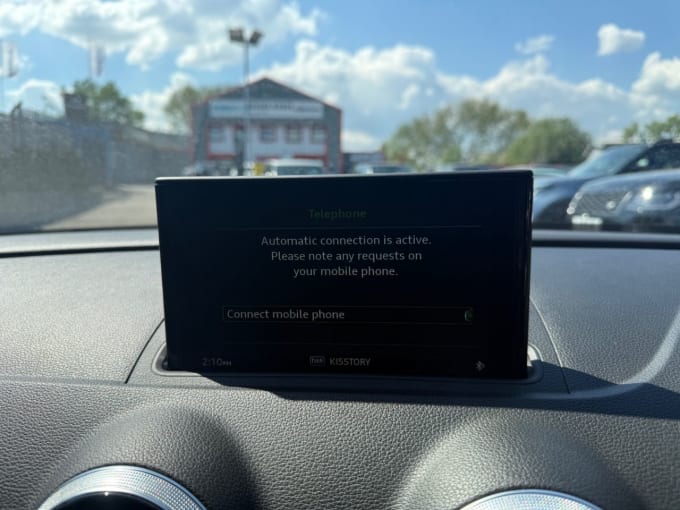 Telephone
Automatic connection is active.
Please note any requests on
your mobile phone.
Connect mobile phone
2:10PM
KISSTORY